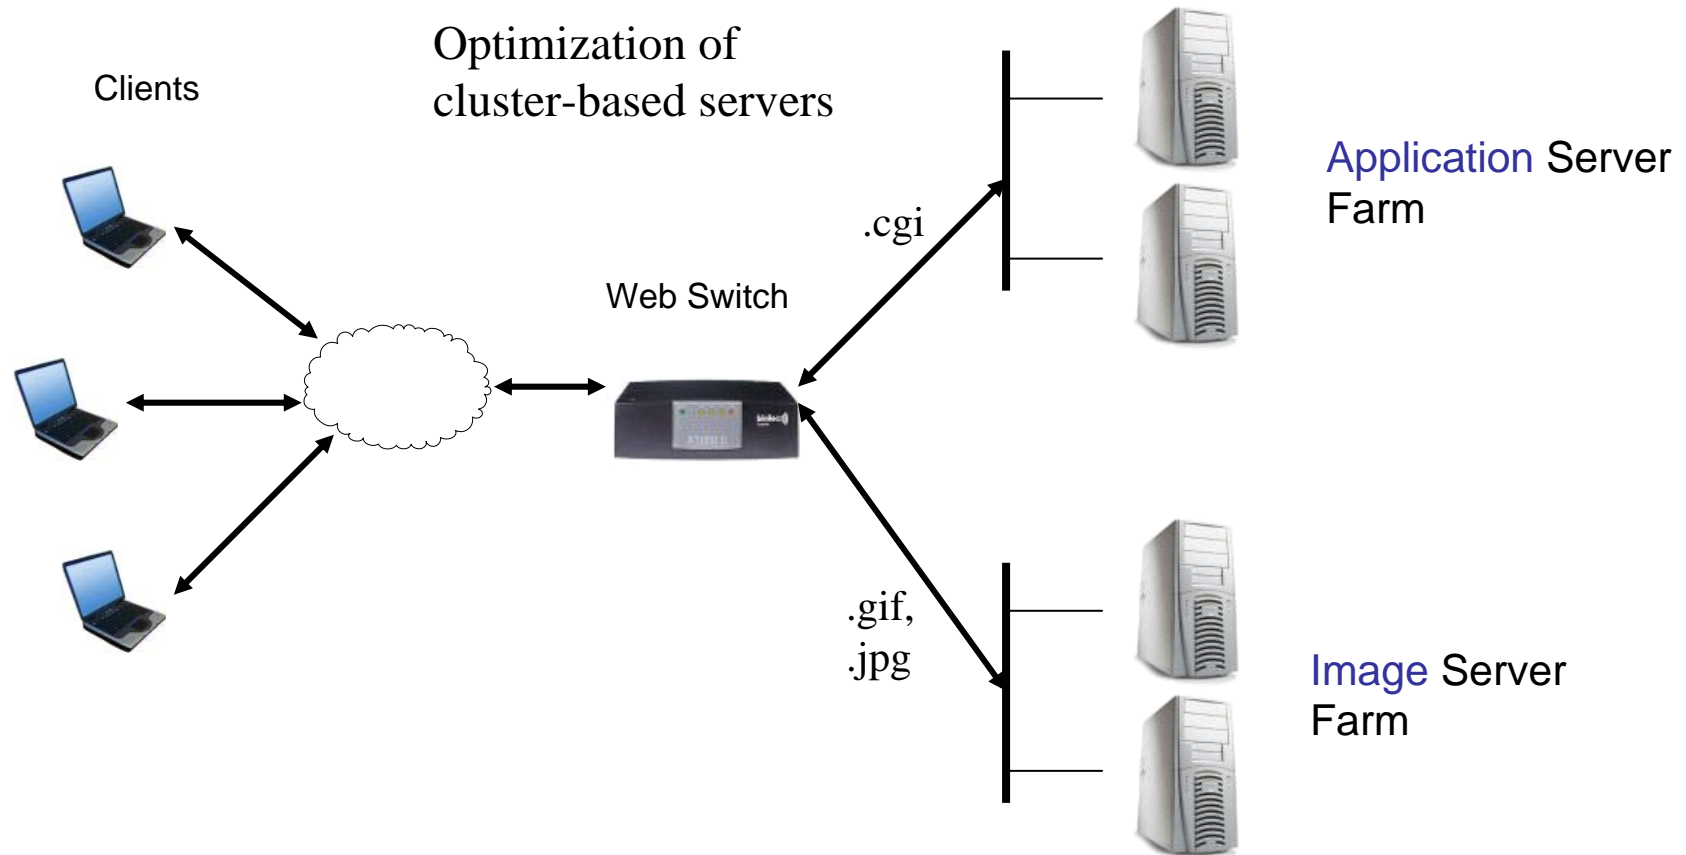 Optimization of
cluster-based servers
Clients
Application Server
Farm
.cgi
Web Switch
.gif,
.jpg
Image Server
Farm